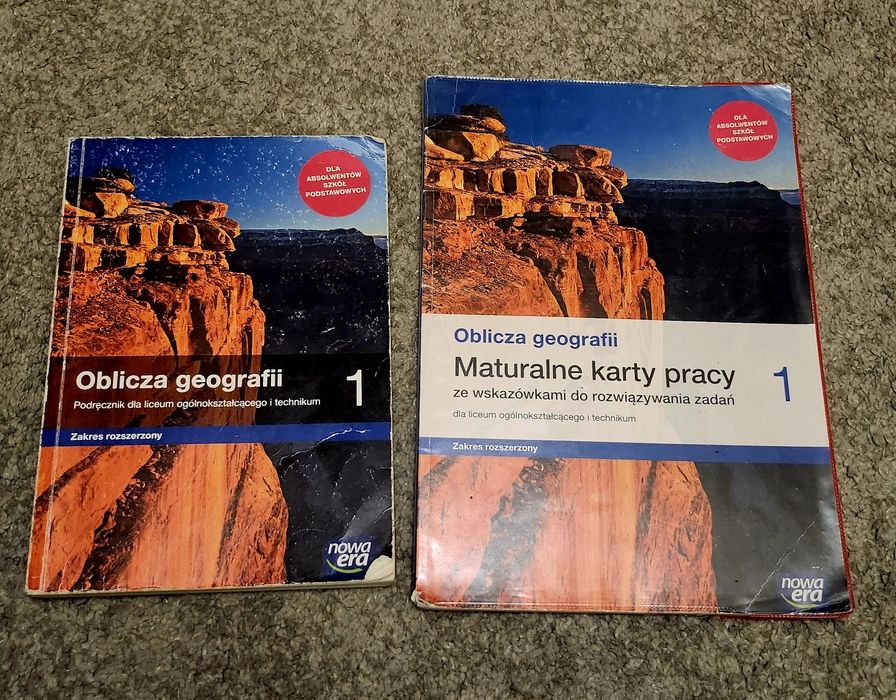 DLA
ABSOLWENTÓW
SZKÓŁ
PODSTAWOWYCH
Oblicza geografii 1
Podręcznik dla liceum ogólnokształcącego i technikum
Zakres rozszerzony
nowa
era
DLA
ABSOLWENTÓW
SZKÓŁ
PODSTAWOWYCH
Oblicza geografii
Maturalne karty pracy 1
ze wskazówkami do rozwiązywania zadań
dla liceum ogólnokształcącego i technikum
Zakres rozszerzony
nowa
era